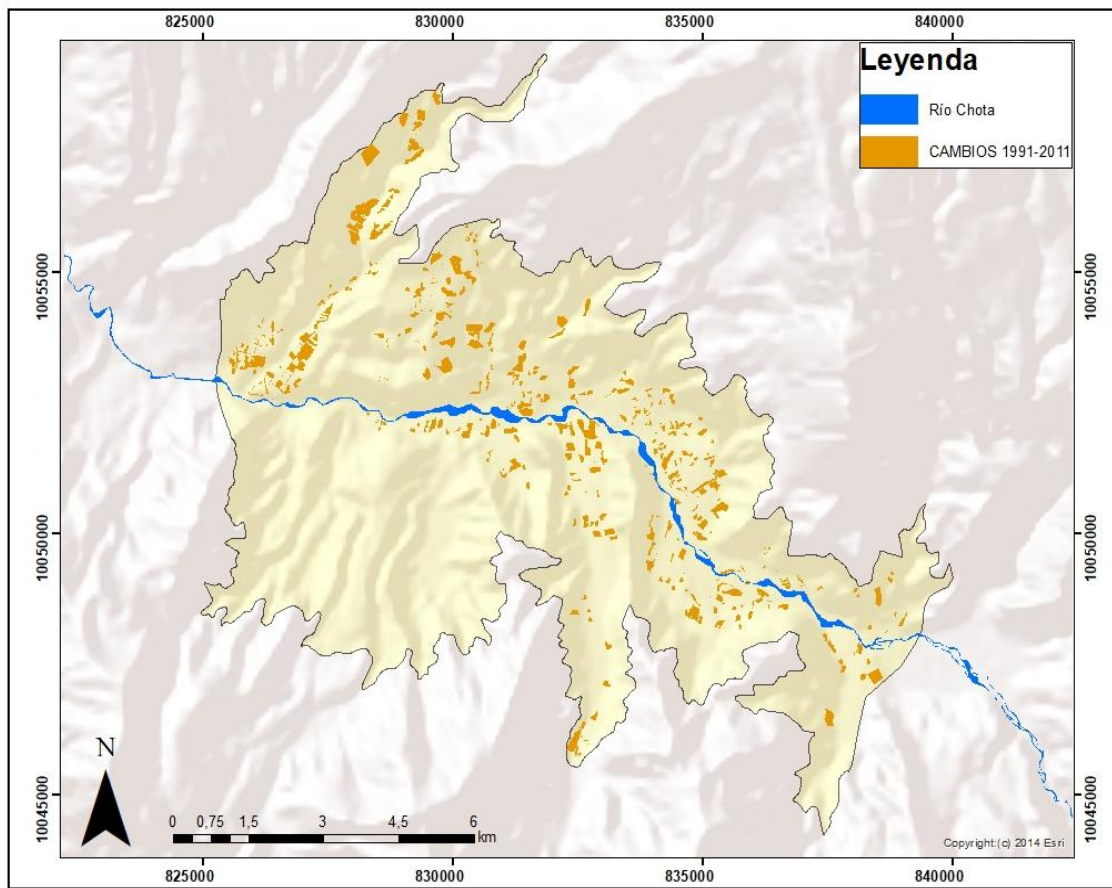 825000 830000 835000 840000
Leyenda
Río Chota
CAMBIOS 1991-2011
10055000 10055000
10050000 10050000
10045000 10045000
N
0 0,75 1,5 3 4,5 6
km
Copyright:(c) 2014 Esri
825000 830000 835000 840000